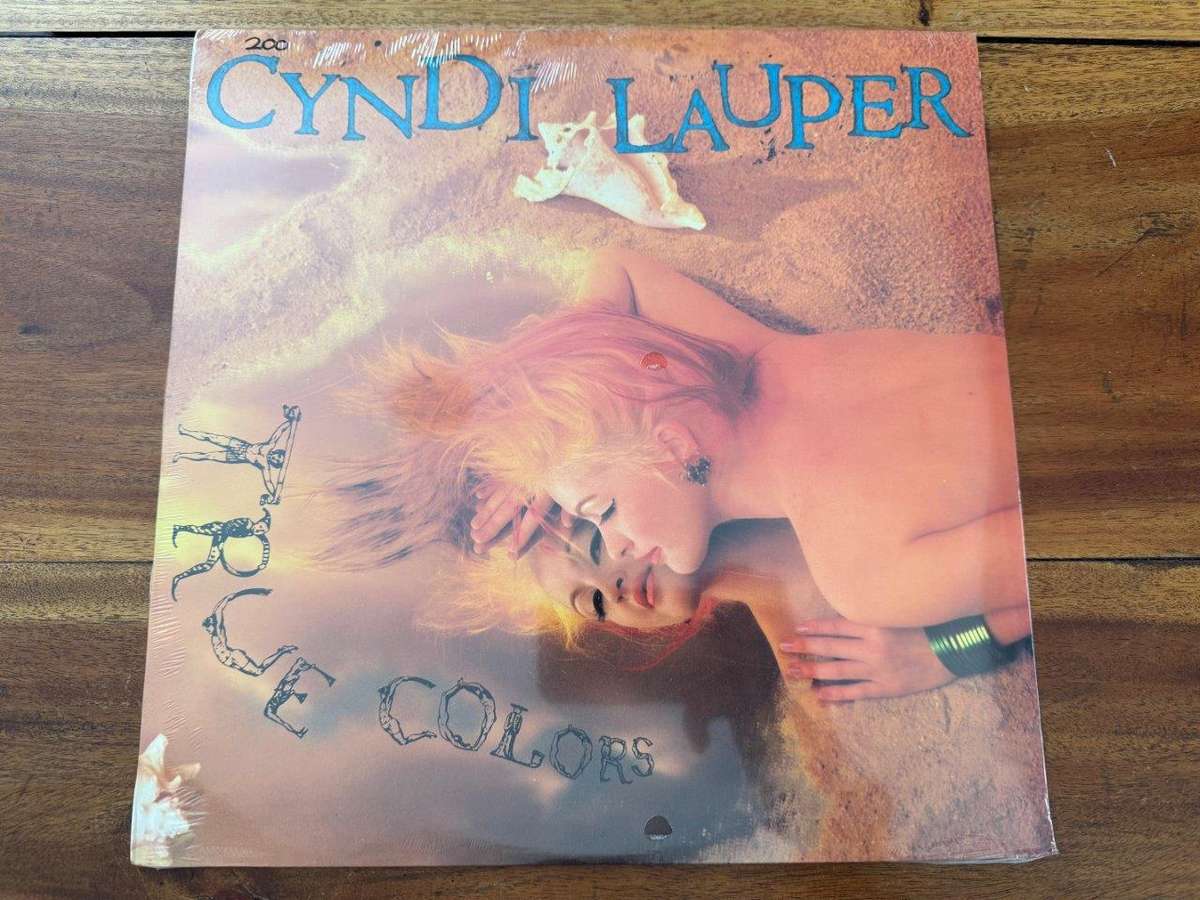 200
CYNDI LAUPER
TRUE COLORS